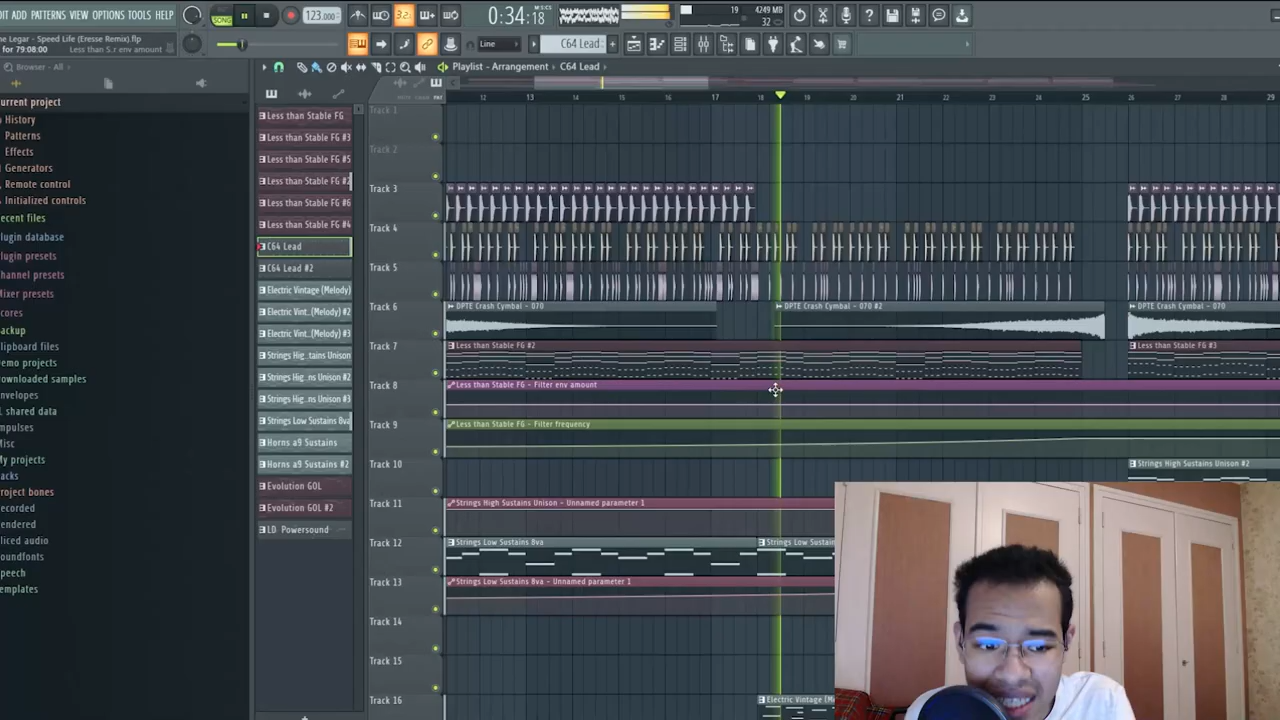 IT ADD PATTERNS VIEW OPTIONS TOOLS HELP
SONG
123.000
3.2
0:34:18
M:S:CS
19
4249 MB
32
ne Legar - Speed Life (Eresse Remix).flp
for 79:08:00
Less than S.r env amount
Line
C64 Lead
Browser - All
Playlist - Arrangement › C64 Lead ›
12 13 14 15 16 17 18 19 20 21 22 23 24 25 26 27 28 29
urrent project
History
Patterns
Effects
Generators
Remote control
Initialized controls
ecent files
lugin database
lugin presets
hannel presets
Mixer presets
cores
ackup
lipboard files
emo projects
ownloaded samples
nvelopes
L shared data
mpulses
isc
y projects
acks
roject bones
ecorded
endered
liced audio
oundfonts
peech
emplates
Less than Stable FG
Less than Stable FG #3
Less than Stable FG #5
Less than Stable FG #2
Less than Stable FG #6
Less than Stable FG #4
C64 Lead
C64 Lead #2
Electric Vintage (Melody)
Electric Vint..(Melody) #2
Electric Vint..(Melody) #3
Strings Hig..tains Unison
Strings Hig..ns Unison #2
Strings Hig..ns Unison #3
Strings Low Sustains 8va
Horns a9 Sustains
Horns a9 Sustains #2
Evolution GOL
Evolution GOL #2
LD Powersound
Track 1
Track 2
Track 3
Track 4
Track 5
Track 6
DPTE Crash Cymbal - 070
DPTE Crash Cymbal - 070 #2
DPTE Crash Cymbal - 070
Track 7
Less than Stable FG #2
Less than Stable FG #3
Track 8
Less than Stable FG - Filter env amount
Track 9
Less than Stable FG - Filter frequency
Track 10
Strings High Sustains Unison #2
Track 11
Strings High Sustains Unison - Unnamed parameter 1
Track 12
Strings Low Sustains 8va
Strings Low Sustain
Track 13
Strings Low Sustains 8va - Unnamed parameter 1
Track 14
Track 15
Track 16
Electric Vintage (M